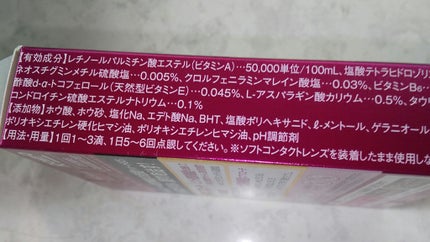 【有効成分】レチノールパルミチン酸エステル(ビタミンA)…50,000単位/100mL、塩酸テトラヒドロゾリ
ネオスチグミンメチル硫酸塩…0.005%、クロルフェニラミンマレイン酸塩…0.03%、ビタミンB6
酢酸d-α-トコフェロール(天然型ビタミンE)…0.045%、L-アスパラギン酸カリウム…0.5%、タウリ
コンドロイチン硫酸エステルナトリウム…0.1%
【添加物】ホウ酸、ホウ砂、塩化Na、エデト酸Na、BHT、塩酸ポリヘキサニド、ℓ-メントール、ゲラニオール
ポリオキシエチレン硬化ヒマシ油、ポリオキシエチレンヒマシ油、pH調節剤
【用法・用量】1回1~3滴、1日5~6回点眼してください。※ソフトコンタクトレンズを装着したまま使用しな